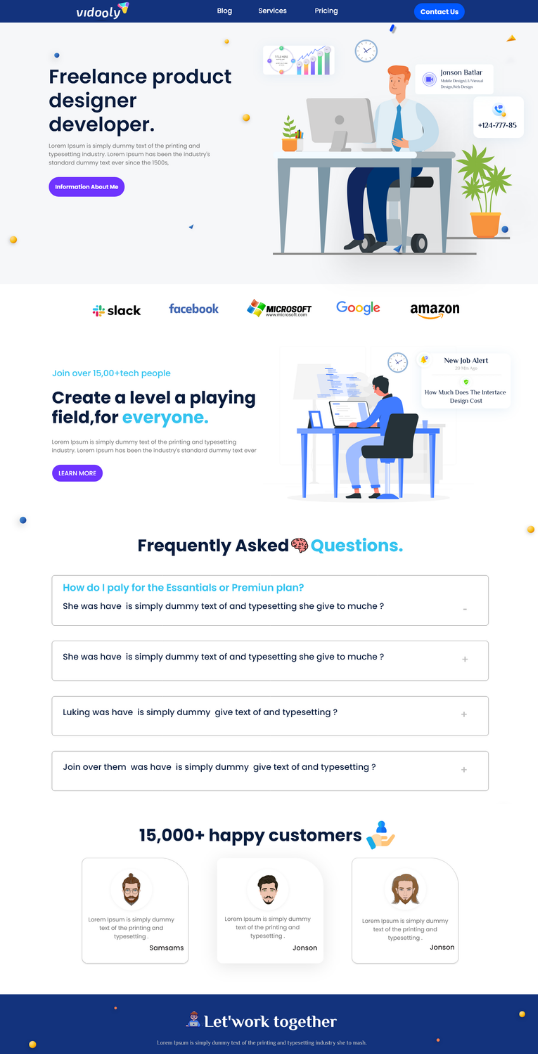 vidooly
Blog Services Pricing Contact Us
Freelance product
designer
developer.
Lorem Ipsum is simply dummy text of the printing and
typesetting industry. Lorem Ipsum has been the industry's
standard dummy text ever since the 1500s,
Information About Me
Jonson Batlar
Mobile Designe,Ui,Menual
Design,Web Design
+124-777-85
slack facebook MICROSOFT Google amazon
www.microsoft.com
Join over 15,00+tech people
Create a level a playing
field,for everyone.
Lorem Ipsum is simply dummy text of the printing and typesetting
industry. Lorem Ipsum has been the industry's standard dummy text ever
LEARN MORE
New Job Alert
How Much Does The Interface
Design Cost
Frequently Asked Questions.
How do I paly for the Essantials or Premiun plan?
She was have is simply dummy text of and typesetting she give to muche ? -
She was have is simply dummy text of and typesetting she give to muche ? +
Luking was have is simply dummy give text of and typesetting ? +
Join over them was have is simply dummy give text of and typesetting ? +
15,000+ happy customers
Lorem Ipsum is simply dummy
text of the printing and
typesetting .
Samsams
Lorem Ipsum is simply dummy
text of the printing and
typesetting .
Jonson
Lorem Ipsum is simply dummy
text of the printing and
typesetting .
Jonson
Let'work together
Lorem Ipsum is simply dummy text of the printing and typesetting industry she to mush.